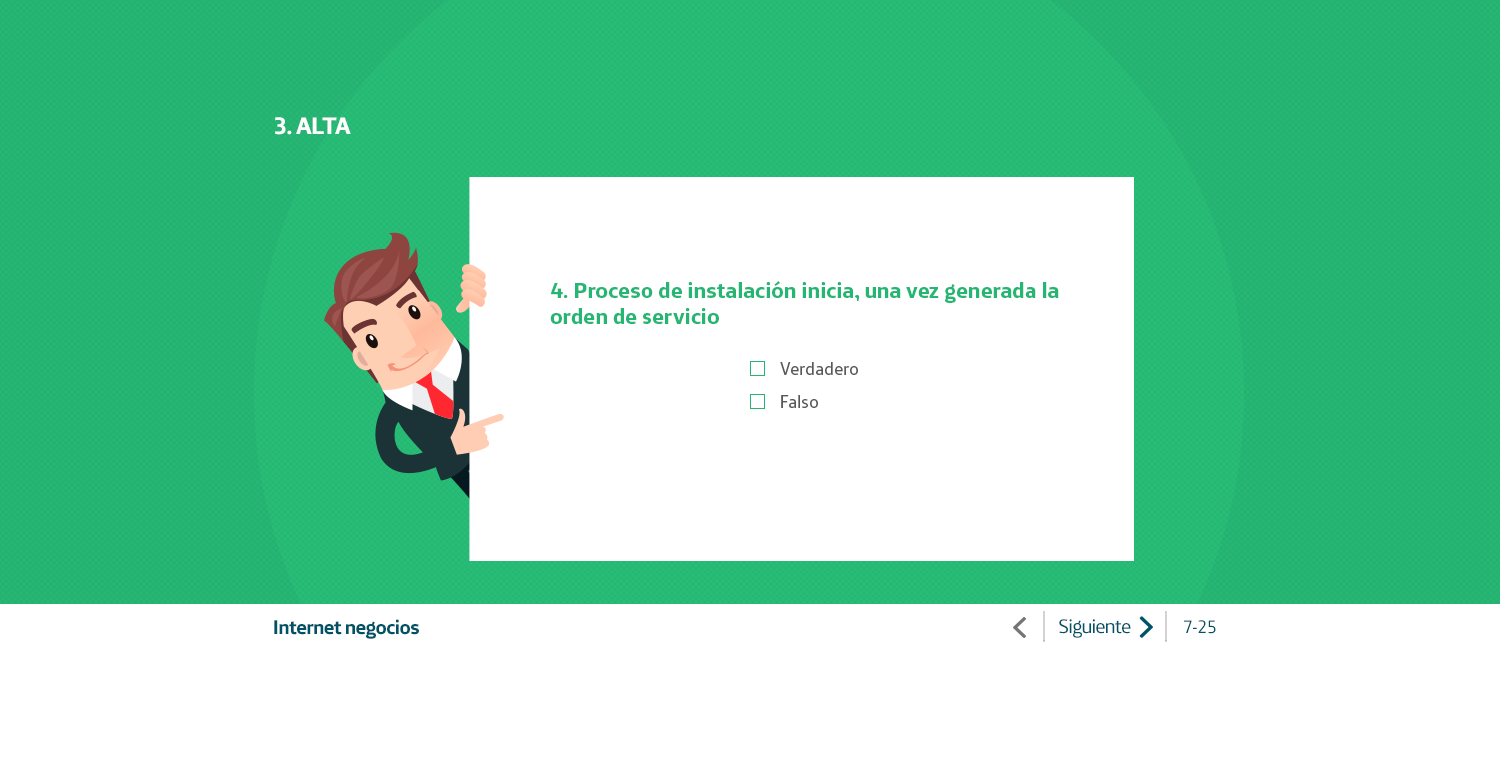 3. ALTA
4. Proceso de instalación inicia, una vez generada la
orden de servicio
Verdadero
Falso
Internet negocios
Siguiente
7-25